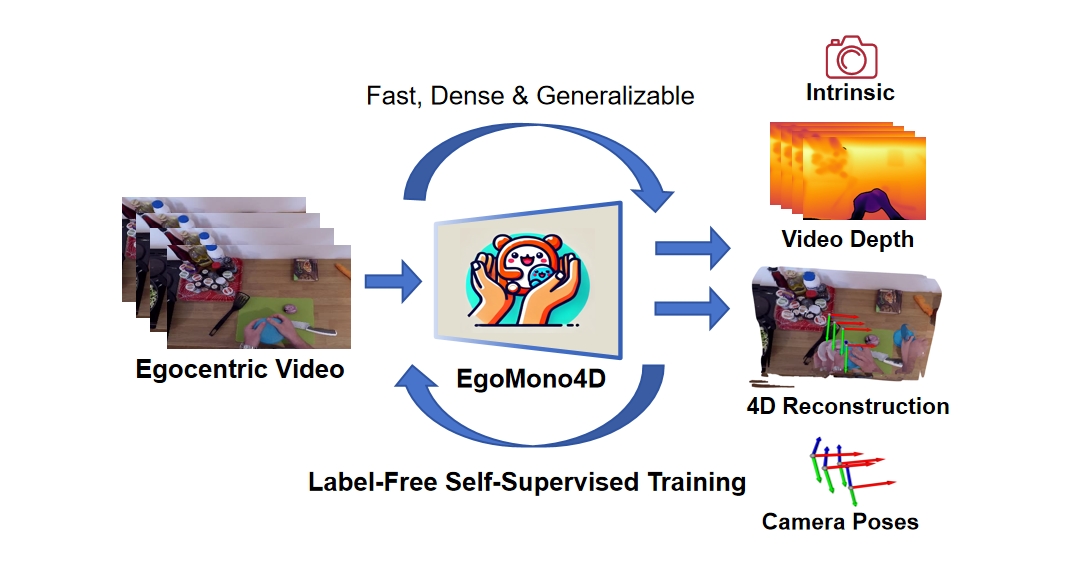 Fast, Dense & Generalizable
Egocentric Video
EgoMono4D
Label-Free Self-Supervised Training
Intrinsic
Video Depth
4D Reconstruction
Camera Poses